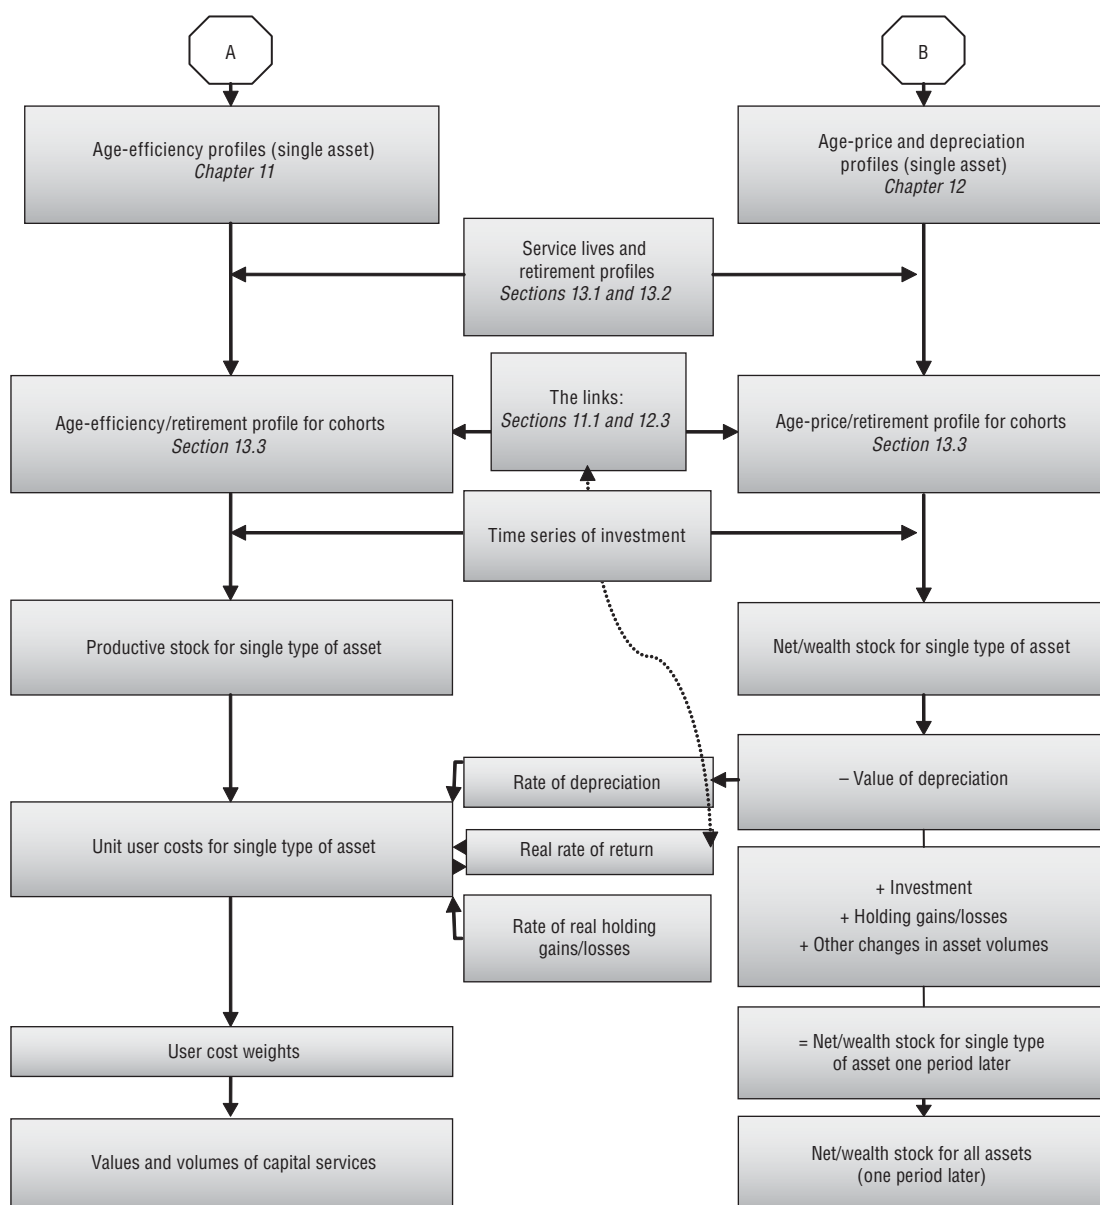 A
B
Age-efficiency profiles (single asset)
Chapter 11
Age-price and depreciation
profiles (single asset)
Chapter 12
Service lives and
retirement profiles
Sections 13.1 and 13.2
Age-efficiency/retirement profile for cohorts
Section 13.3
The links:
Sections 11.1 and 12.3
Age-price/retirement profile for cohorts
Section 13.3
Time series of investment
Productive stock for single type of asset
Net/wealth stock for single type of asset
Rate of depreciation
– Value of depreciation
Unit user costs for single type of asset
Real rate of return
Rate of real holding
gains/losses
+ Investment
+ Holding gains/losses
+ Other changes in asset volumes
User cost weights
= Net/wealth stock for single type
of asset one period later
Values and volumes of capital services
Net/wealth stock for all assets
(one period later)